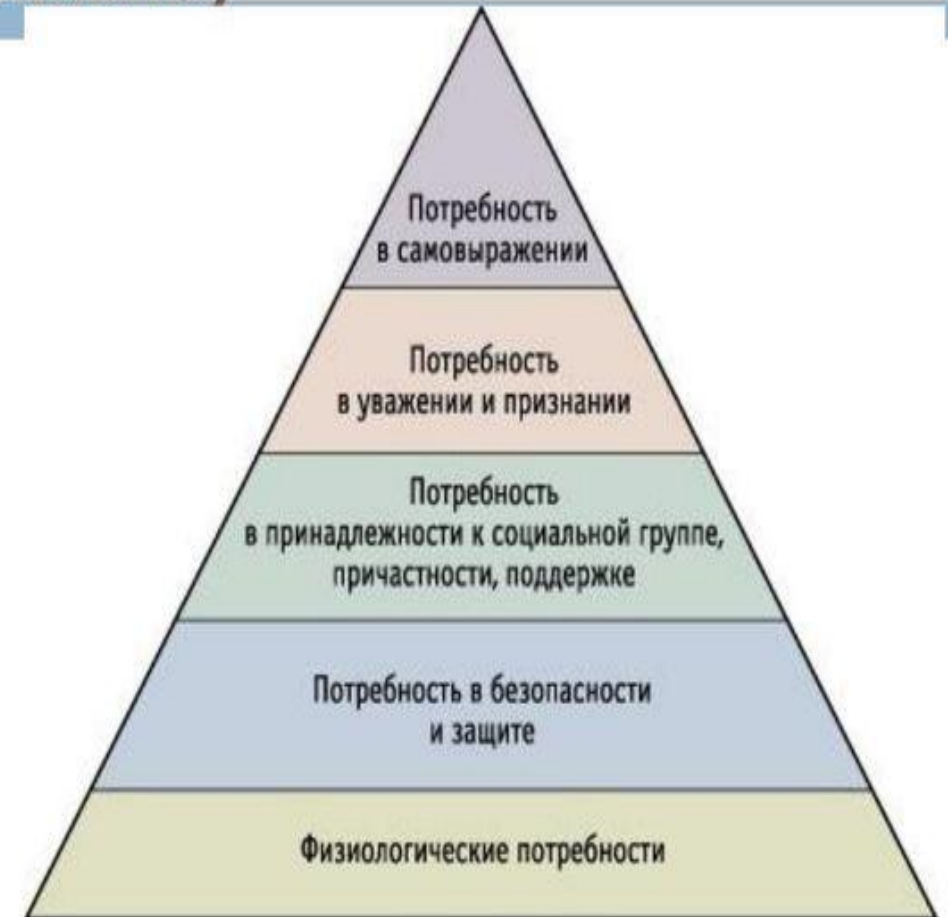 Потребность
в самовыражении
Потребность
в уважении и признании
Потребность
в принадлежности к социальной группе,
причастности, поддержке
Потребность в безопасности
и защите
Физиологические потребности